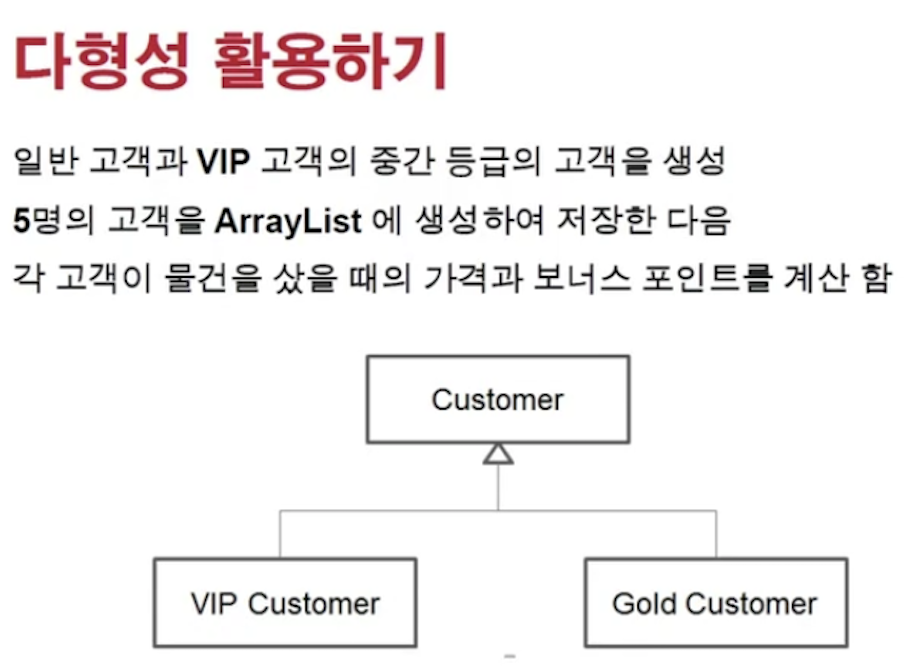 다형성 활용하기
일반 고객과 VIP 고객의 중간 등급의 고객을 생성
5명의 고객을 ArrayList 에 생성하여 저장한 다음
각 고객이 물건을 샀을 때의 가격과 보너스 포인트를 계산 함
Customer
VIP Customer
Gold Customer